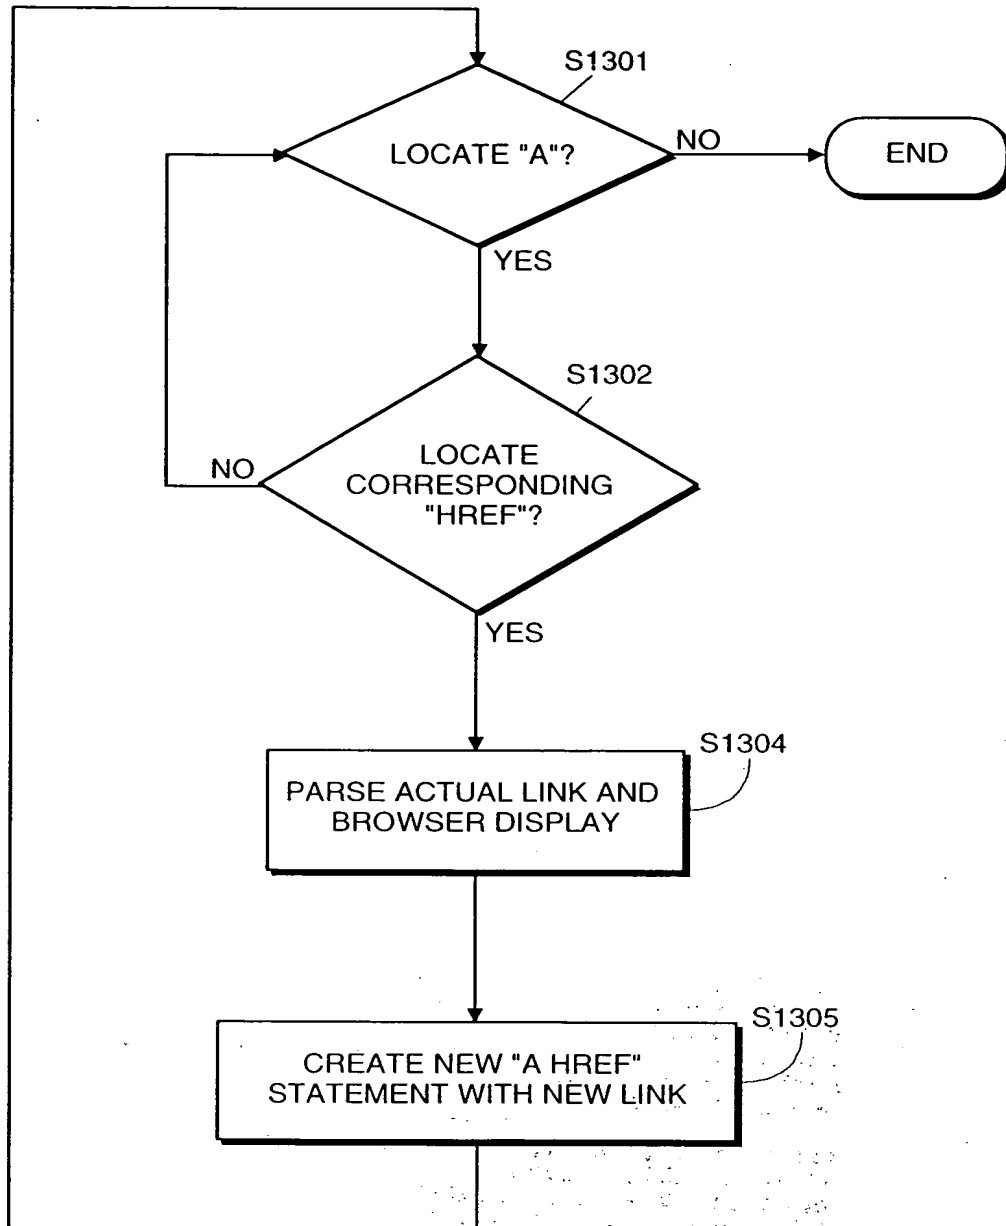 S1301
LOCATE "A"?
NO
END
YES
S1302
LOCATE
CORRESPONDING
"HREF"?
NO
YES
S1304
PARSE ACTUAL LINK AND
BROWSER DISPLAY
S1305
CREATE NEW "A HREF"
STATEMENT WITH NEW LINK